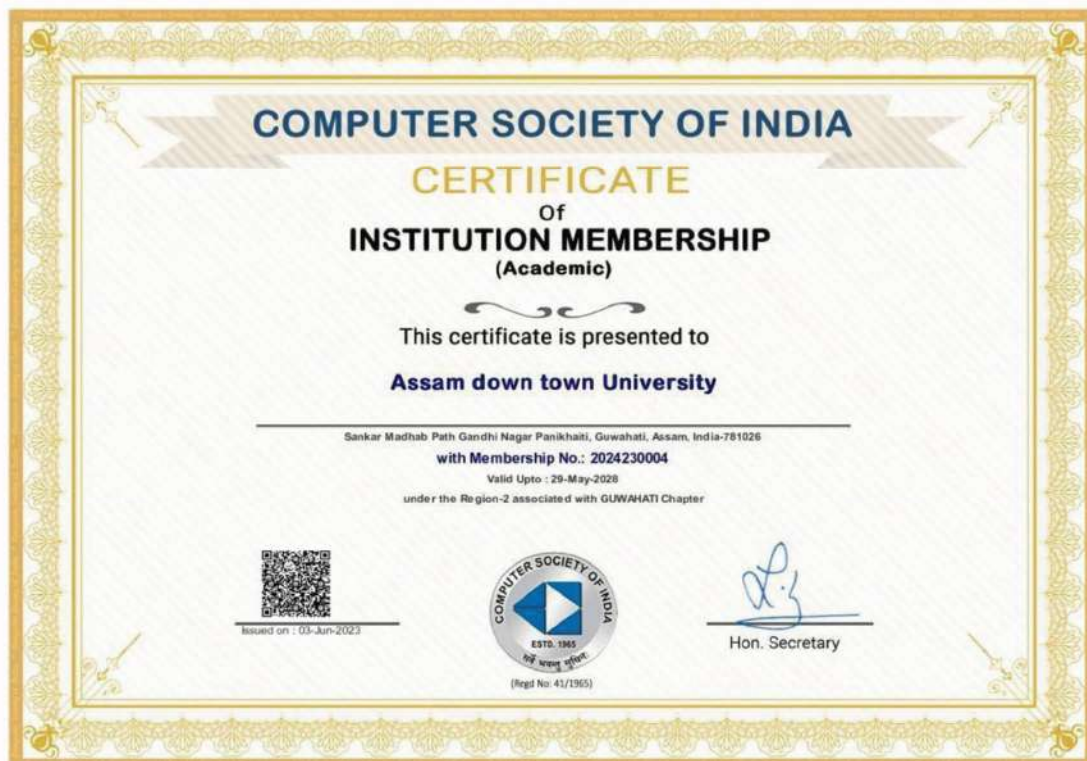 COMPUTER SOCIETY OF INDIA
CERTIFICATE
Of
INSTITUTION MEMBERSHIP
(Academic)
This certificate is presented to
Assam down town University
Sankar Madhab Path Gandhi Nagar Panikhaiti, Guwahati, Assam, India-781026
with Membership No.: 2024230004
Valid Upto : 29-May-2028
under the Region-2 associated with GUWAHATI Chapter
Issued on : 03-Jun-2023
COMPUTER SOCIETY OF INDIA
ESTD. 1965
(Regd No: 41/1965)
Hon. Secretary